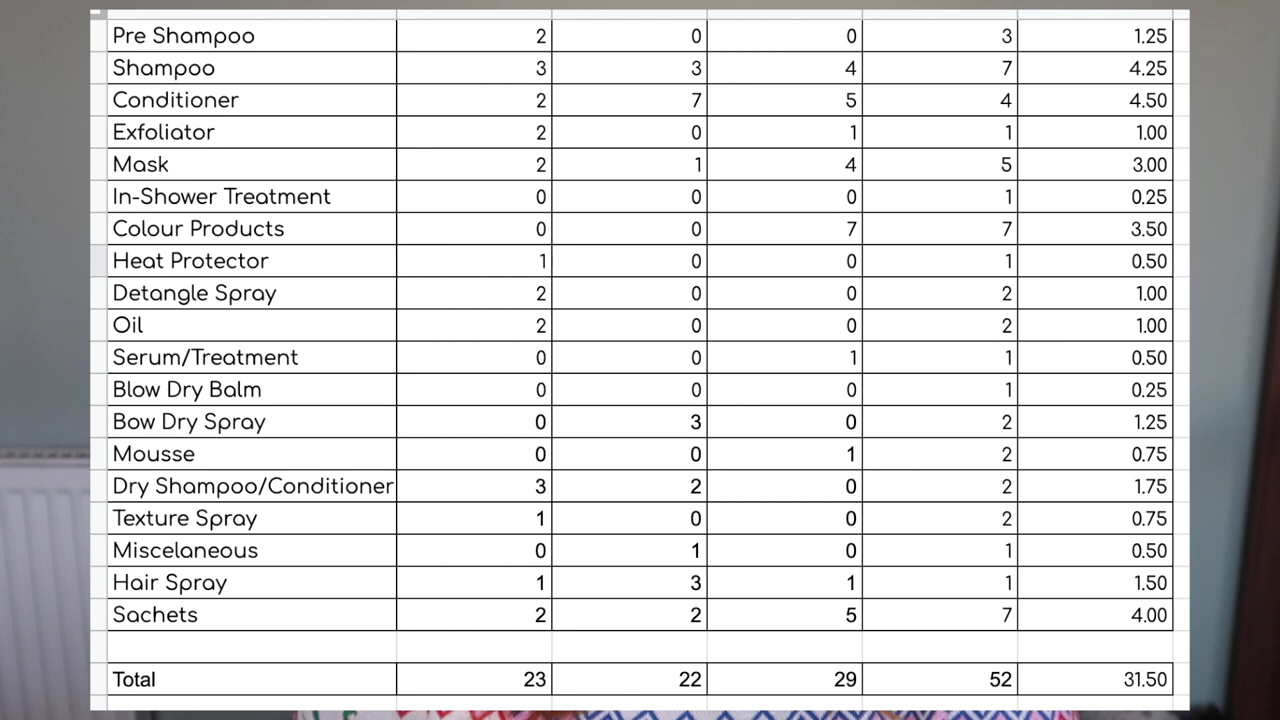 Pre Shampoo 2 0 0 3 1.25
Shampoo 3 3 4 7 4.25
Conditioner 2 7 5 4 4.50
Exfoliator 2 0 1 1 1.00
Mask 2 1 4 5 3.00
In-Shower Treatment 0 0 0 1 0.25
Colour Products 0 0 7 7 3.50
Heat Protector 1 0 0 1 0.50
Detangle Spray 2 0 0 2 1.00
Oil 2 0 0 2 1.00
Serum/Treatment 0 0 1 1 0.50
Blow Dry Balm 0 0 0 1 0.25
Bow Dry Spray 0 3 0 2 1.25
Mousse 0 0 1 2 0.75
Dry Shampoo/Conditioner 3 2 0 2 1.75
Texture Spray 1 0 0 2 0.75
Miscelaneous 0 1 0 1 0.50
Hair Spray 1 3 1 1 1.50
Sachets 2 2 5 7 4.00
Total 23 22 29 52 31.50